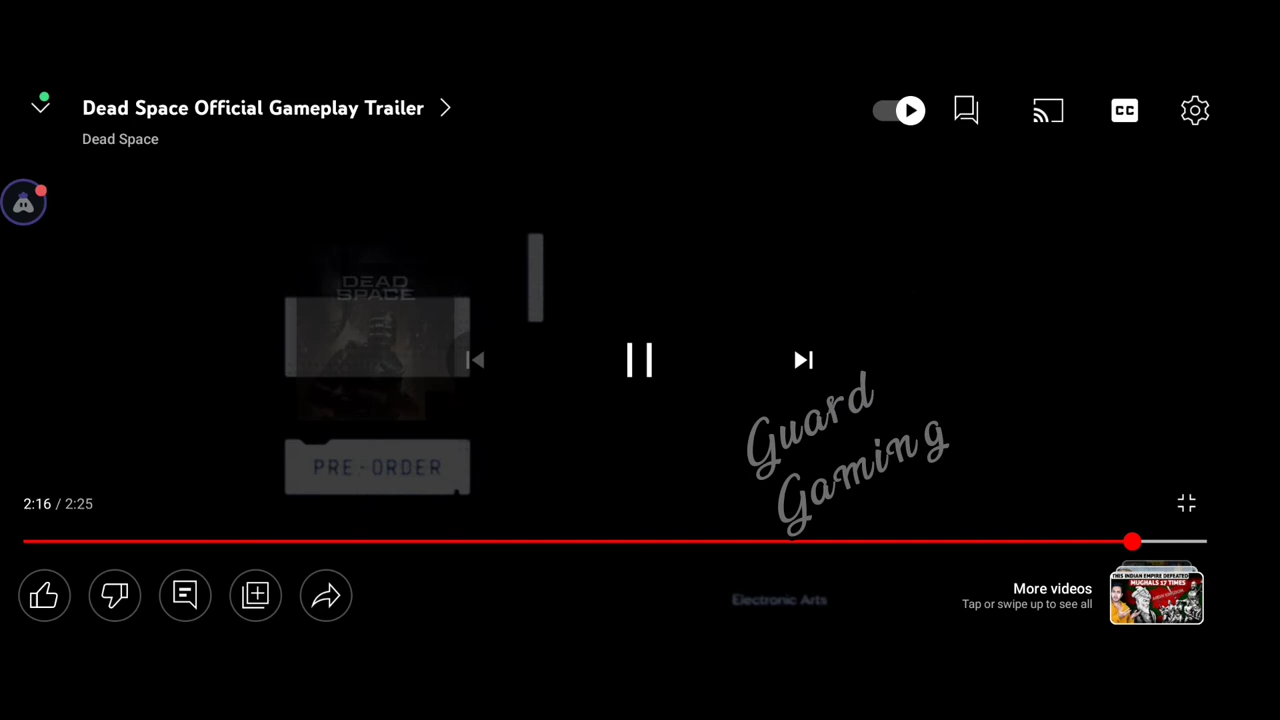 Dead Space Official Gameplay Trailer
Dead Space
CC
DEAD
SPACE
PRE-ORDER
Guard
Gaming
2:16 / 2:25
More videos
Tap or swipe up to see all
THIS INDIAN EMPIRE DEFEATED
MUGHALS 17 TIMES
Electronic Arts